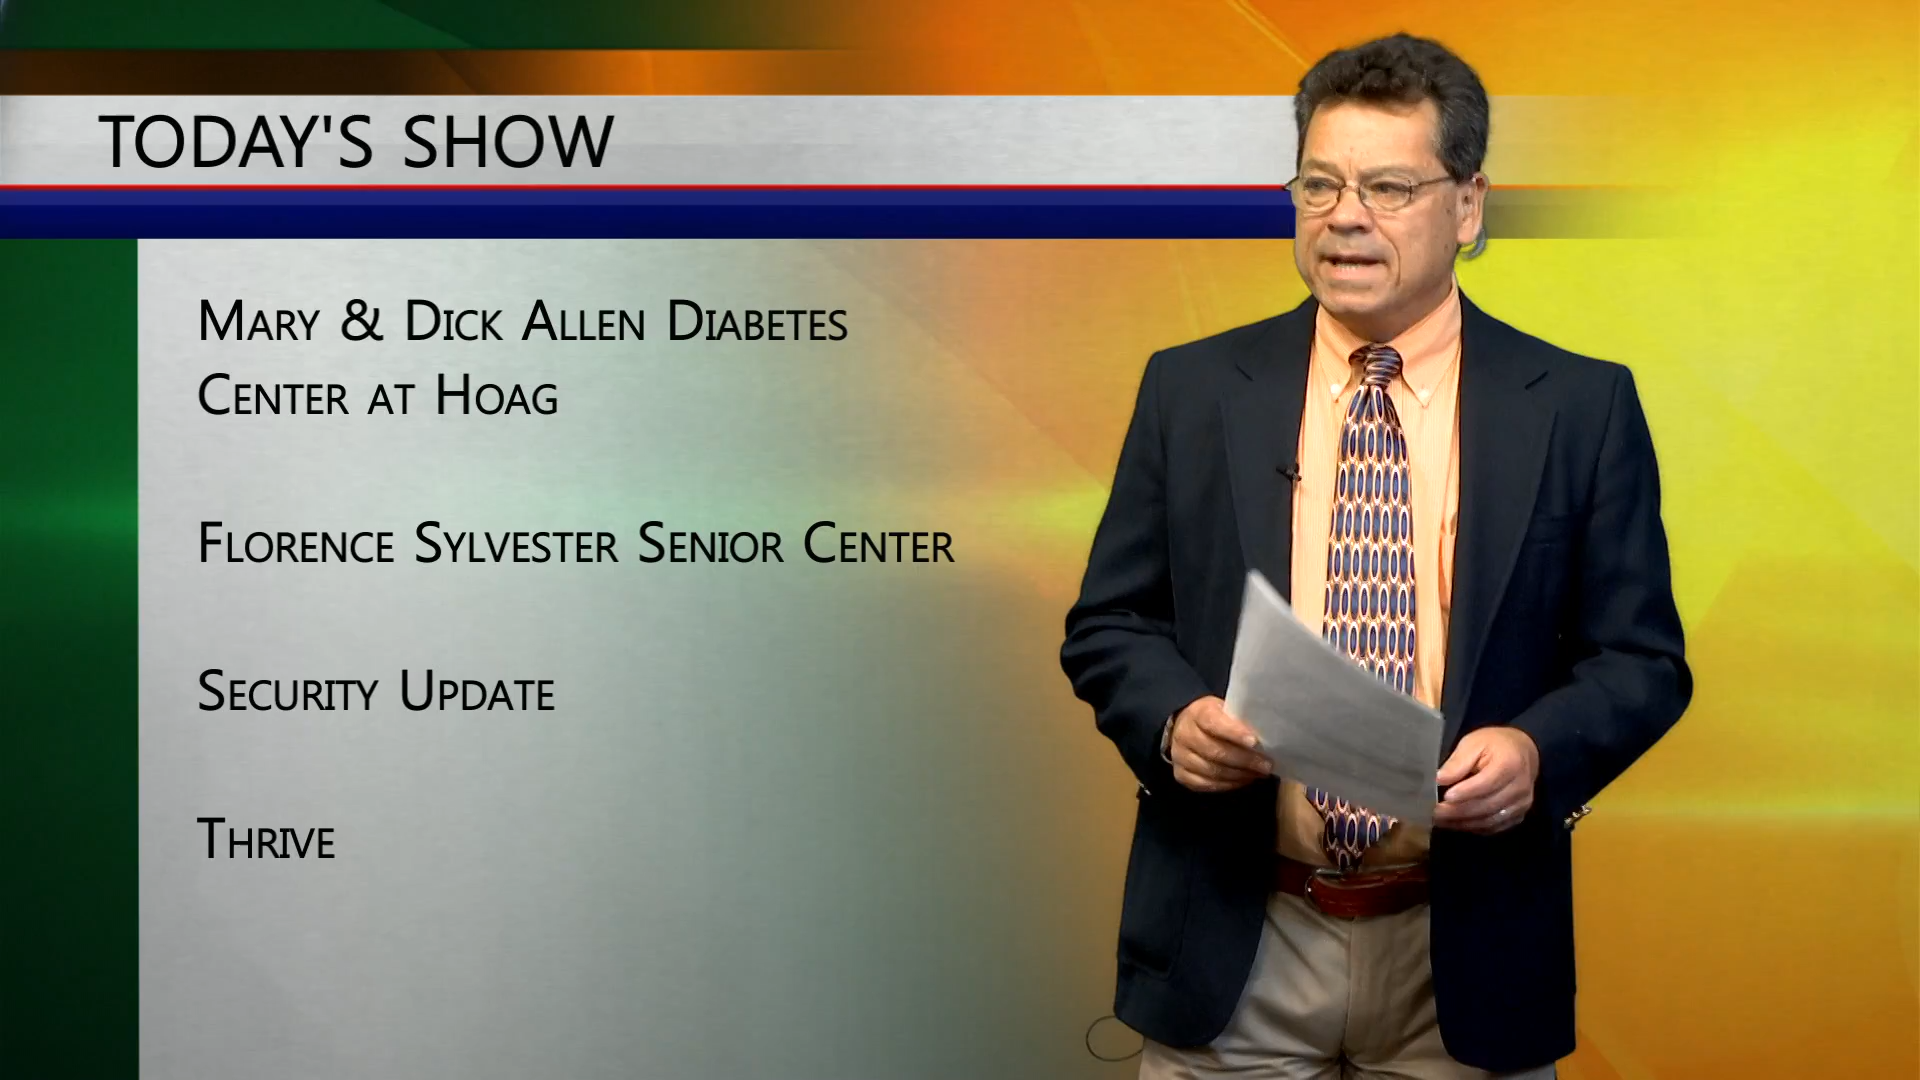 TODAY'S SHOW
Mary & Dick Allen Diabetes
Center at Hoag
Florence Sylvester Senior Center
Security Update
Thrive